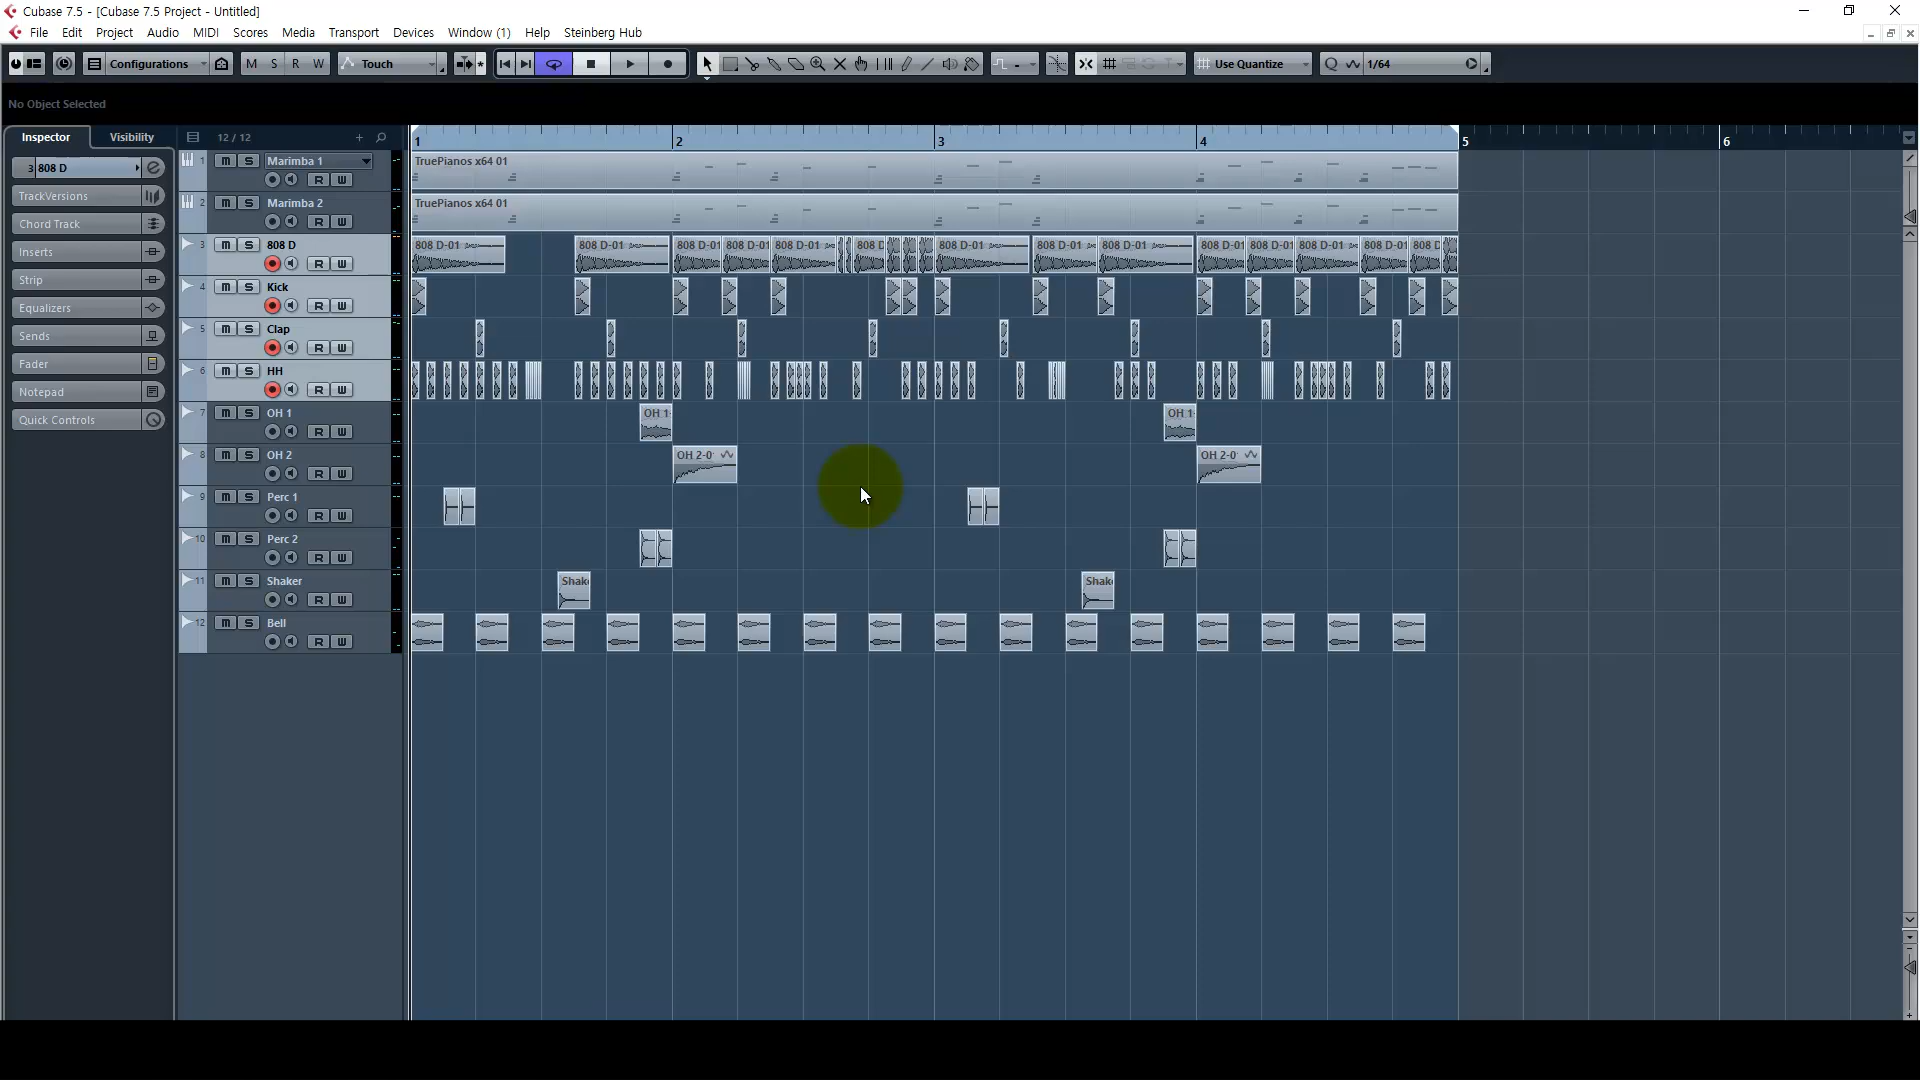 Cubase 7.5 - [Cubase 7.5 Project - Untitled]
File Edit Project Audio MIDI Scores Media Transport Devices Window (1) Help Steinberg Hub
Configurations M S R W Touch Use Quantize Q 1/64
No Object Selected
Inspector Visibility 12 / 12 1 2 3 4 5 6
3 808 D
TrackVersions
Chord Track
Inserts
Strip
Equalizers
Sends
Fader
Notepad
Quick Controls
1 m S Marimba 1 TruePianos x64 01
R W
2 m S Marimba 2 TruePianos x64 01
R W
3 m S 808 D 808 D-01 808 D-01 808 D-01 808 D-01 808 D-01 808 D 808 D-01 808 D-01 808 D-01 808 D-01 808 D-01 808 D-01 808 D-01 808 D
R W
4 m S Kick
R W
5 m S Clap
R W
6 m S HH
R W
7 m S OH 1 OH 1- OH 1-
R W
8 m S OH 2 OH 2-0 OH 2-0
R W
9 m S Perc 1
R W
10 m S Perc 2
R W
11 m S Shaker Shake Shake
R W
12 m S Bell
R W